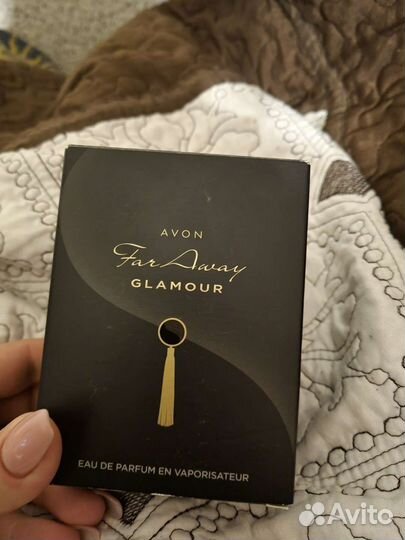 AVON
Far Away
GLAMOUR
EAU DE PARFUM EN VAPORISATEUR
Avito